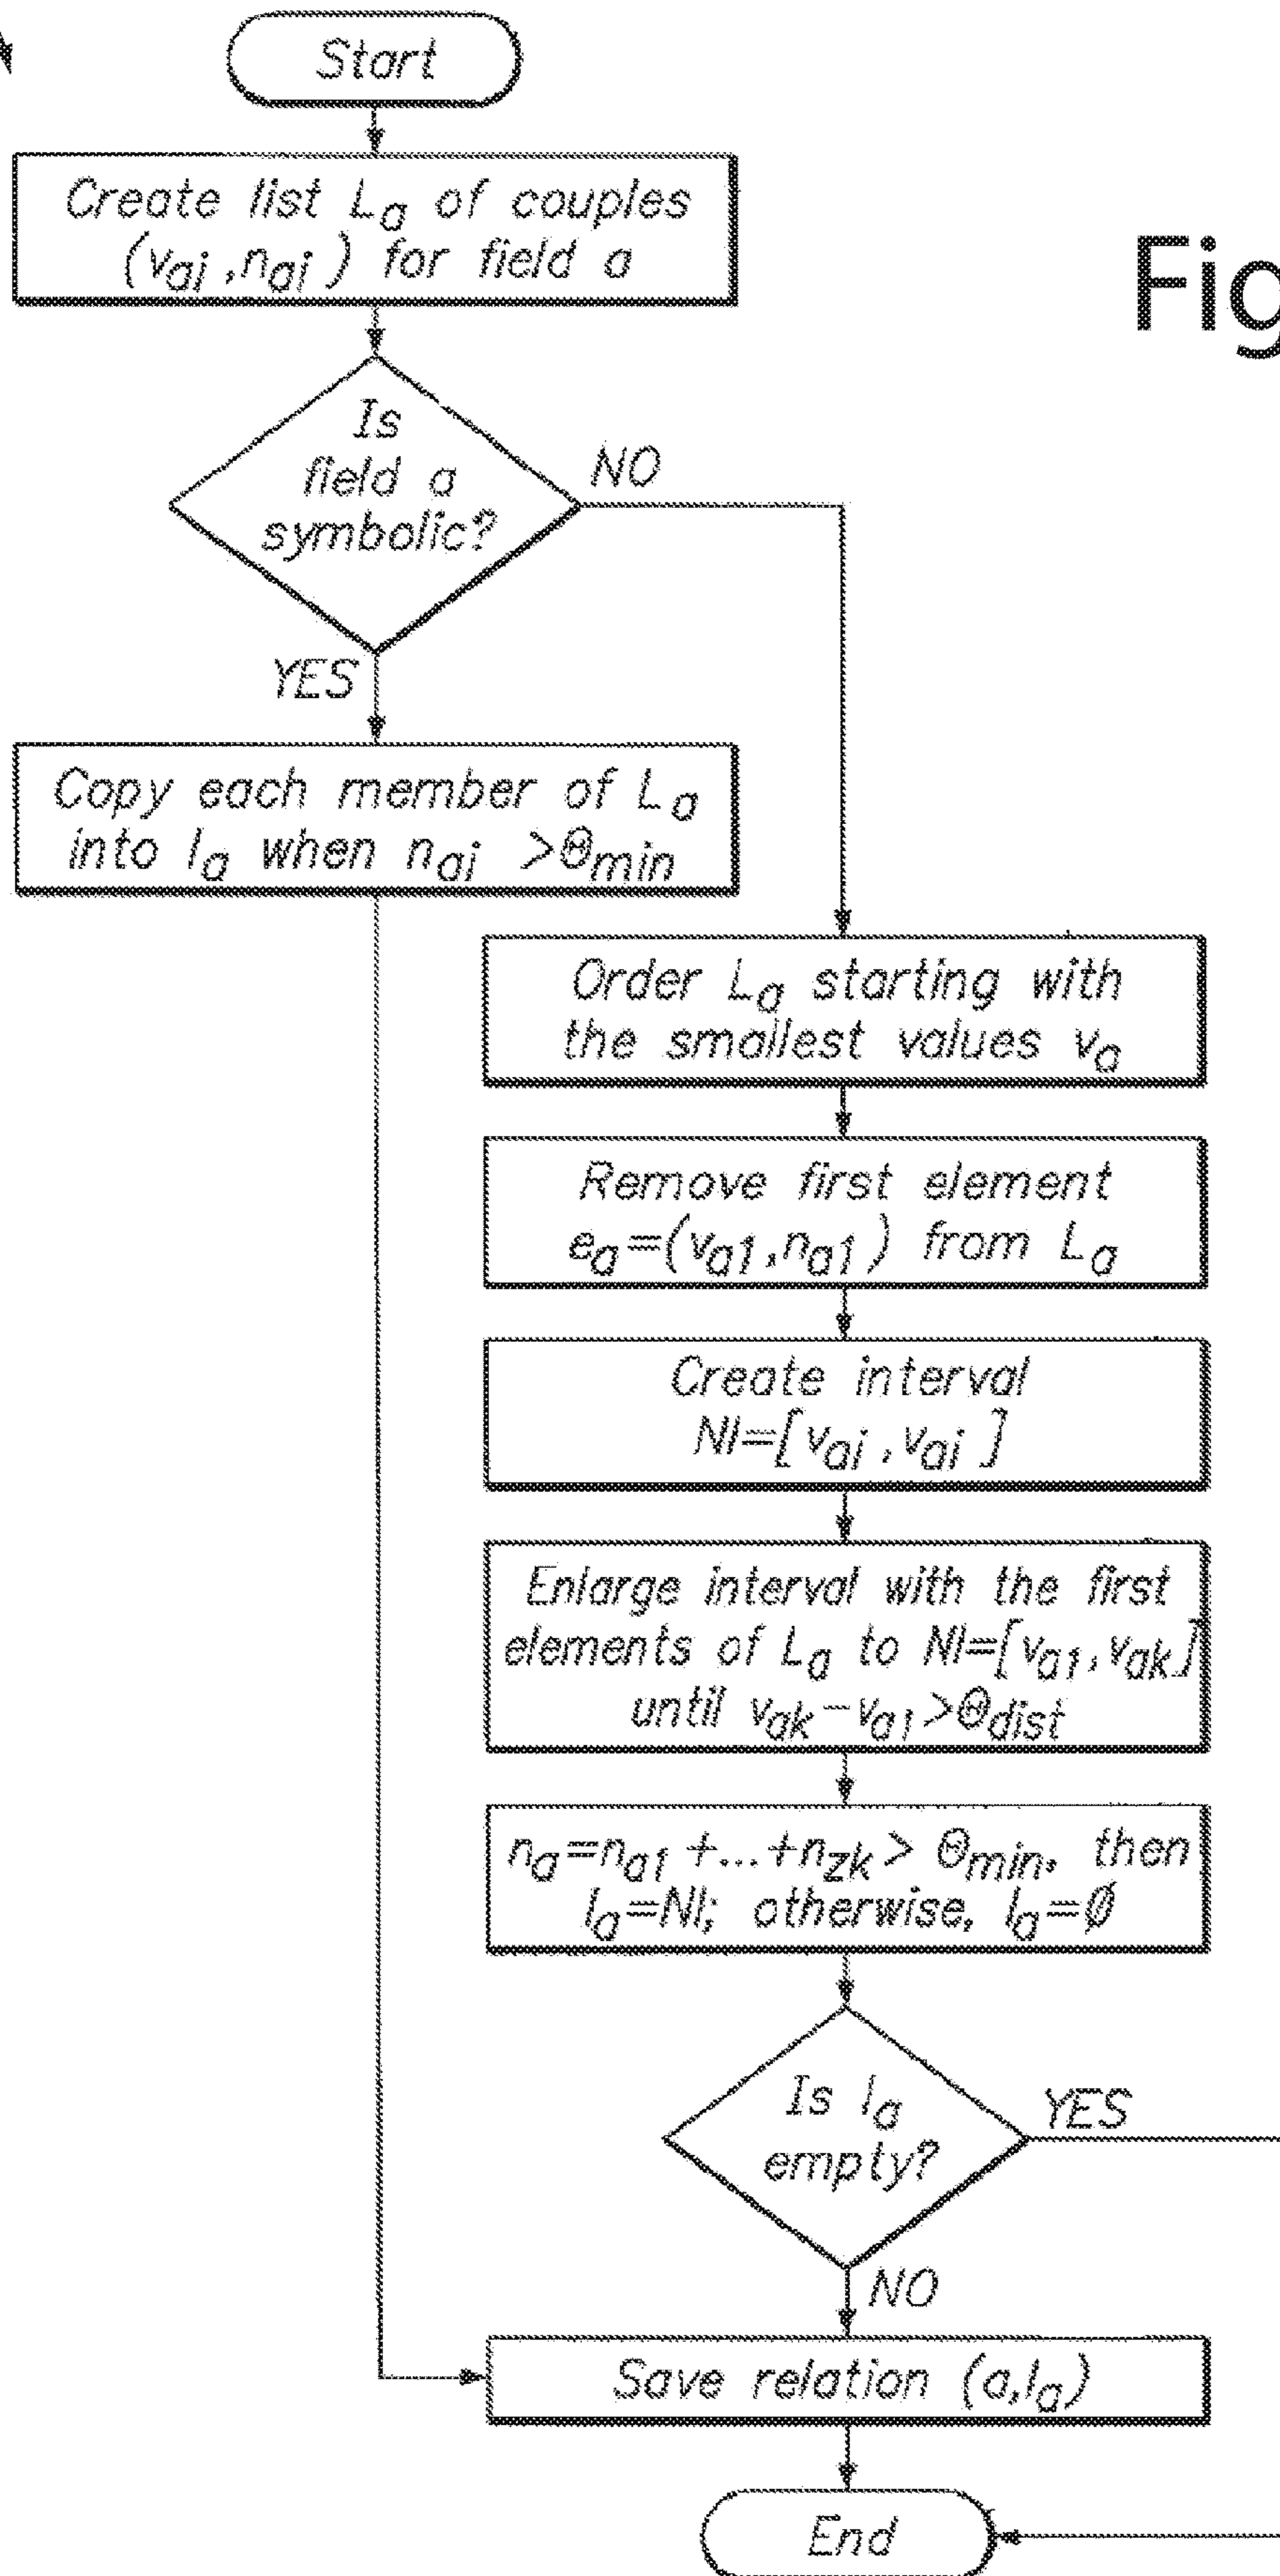 Start
Create list La of couples
(vai ,nai ) for field a
Fig
Is
field a
symbolic?
NO
YES
Copy each member of La
into Ia when nai >Θmin
Order La starting with
the smallest values va
Remove first element
ea=(va1,na1) from La
Create interval
NI=[vai ,vai ]
Enlarge interval with the first
elements of La to NI=[va1,vak]
until vak-va1>Θdist
na=na1 +...+nzk> Θmin, then
Ia=NI; otherwise, Ia=∅
Is Ia
empty?
YES
NO
Save relation (a,Ia)
End